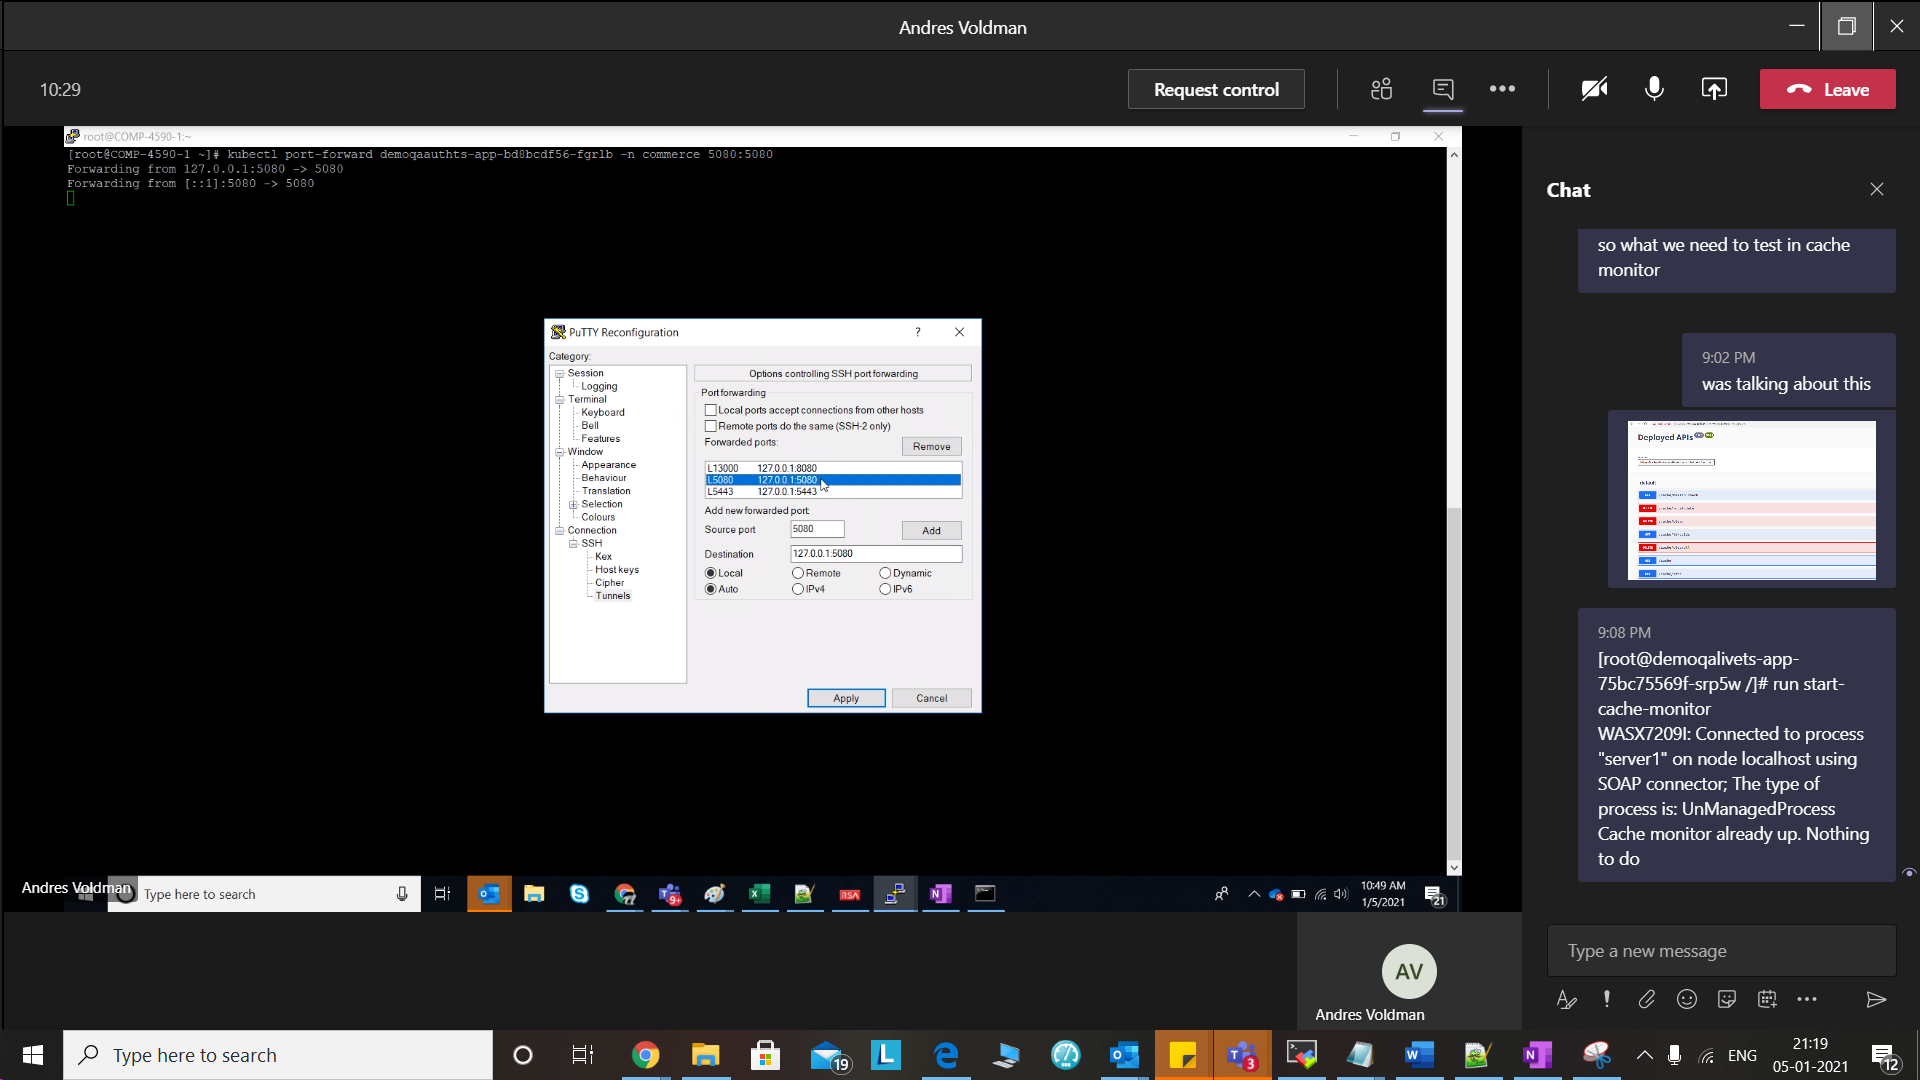 Andres Voldman
10:29
Request control
Leave
root@COMP-4590-1:~
[root@COMP-4590-1 ~]# kubectl port-forward demoqaauthts-app-bd8bcdf56-fgrlb -n commerce 5080:5080
Forwarding from 127.0.0.1:5080 -> 5080
Forwarding from [::1]:5080 -> 5080
PuTTY Reconfiguration
?
Category:
Session
Logging
Terminal
Keyboard
Bell
Features
Window
Appearance
Behaviour
Translation
Selection
Colours
Connection
SSH
Kex
Host keys
Cipher
Tunnels
Options controlling SSH port forwarding
Port forwarding
Local ports accept connections from other hosts
Remote ports do the same (SSH-2 only)
Forwarded ports:
Remove
L13000 127.0.0.1:8080
L5080 127.0.0.1:5080
L5443 127.0.0.1:5443
Add new forwarded port:
Source port 5080 Add
Destination 127.0.0.1:5080
Local Remote Dynamic
Auto IPv4 IPv6
Apply Cancel
Chat
so what we need to test in cache
monitor
9:02 PM
was talking about this
Deployed APIs
default
9:08 PM
[root@demoqalivets-app-
75bc75569f-srp5w /]# run start-
cache-monitor
WASX7209I: Connected to process
"server1" on node localhost using
SOAP connector; The type of
process is: UnManagedProcess
Cache monitor already up. Nothing
to do
Type a new message
Andres Voldman
Type here to search
9+
RSA
10:49 AM
1/5/2021
21
AV
Andres Voldman
Type here to search
19
L
3
ENG
21:19
05-01-2021
12